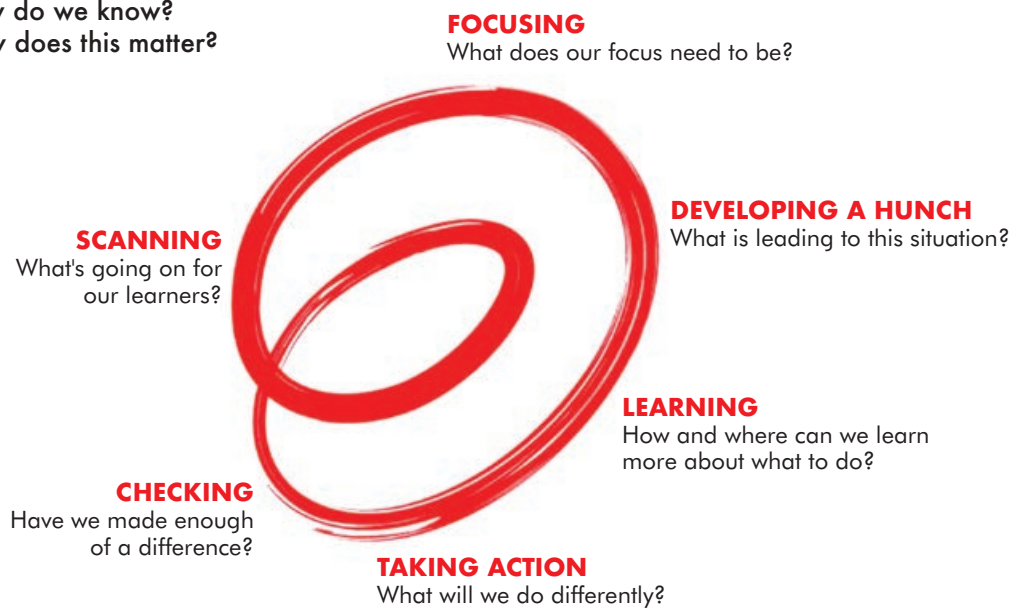 do we know?
does this matter?
FOCUSING
What does our focus need to be?
DEVELOPING A HUNCH
What is leading to this situation?
SCANNING
What's going on for
our learners?
LEARNING
How and where can we learn
more about what to do?
CHECKING
Have we made enough
of a difference?
TAKING ACTION
What will we do differently?